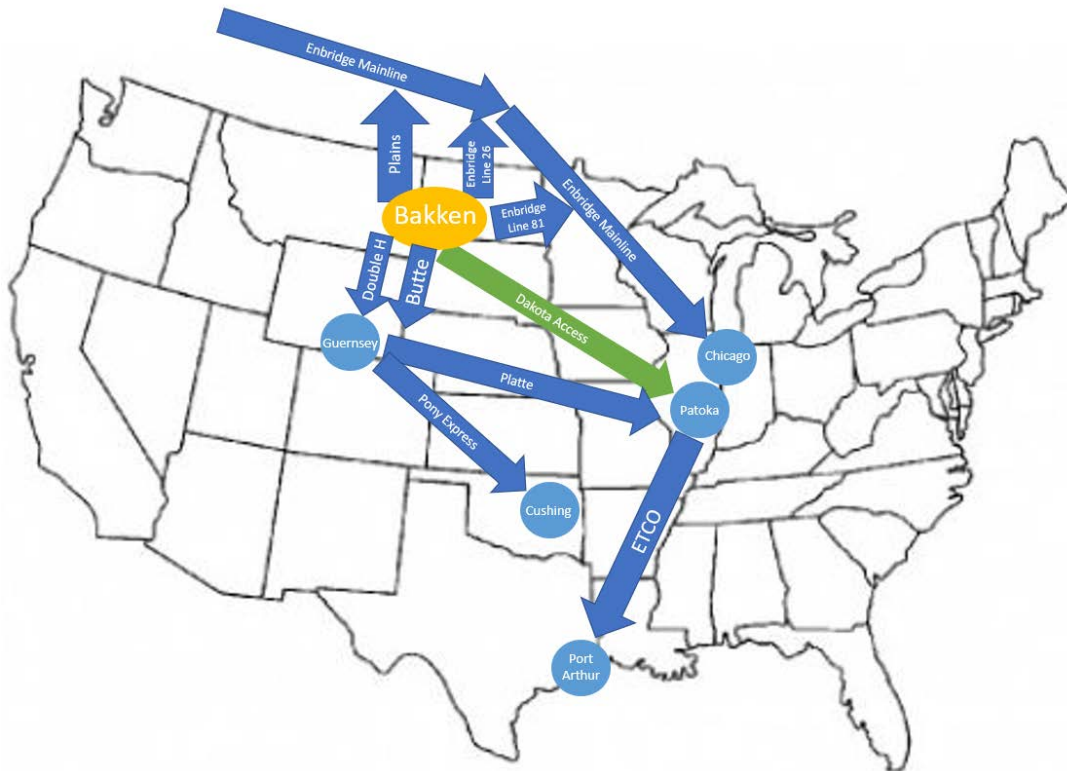 Enbridge Mainline
Plains
Enbridge
Line 26
Bakken
Enbridge
Line 81
Enbridge Mainline
Double H
Butte
Dakota Access
Guernsey
Chicago
Platte
Patoka
Pony Express
Cushing
ETCO
Port
Arthur